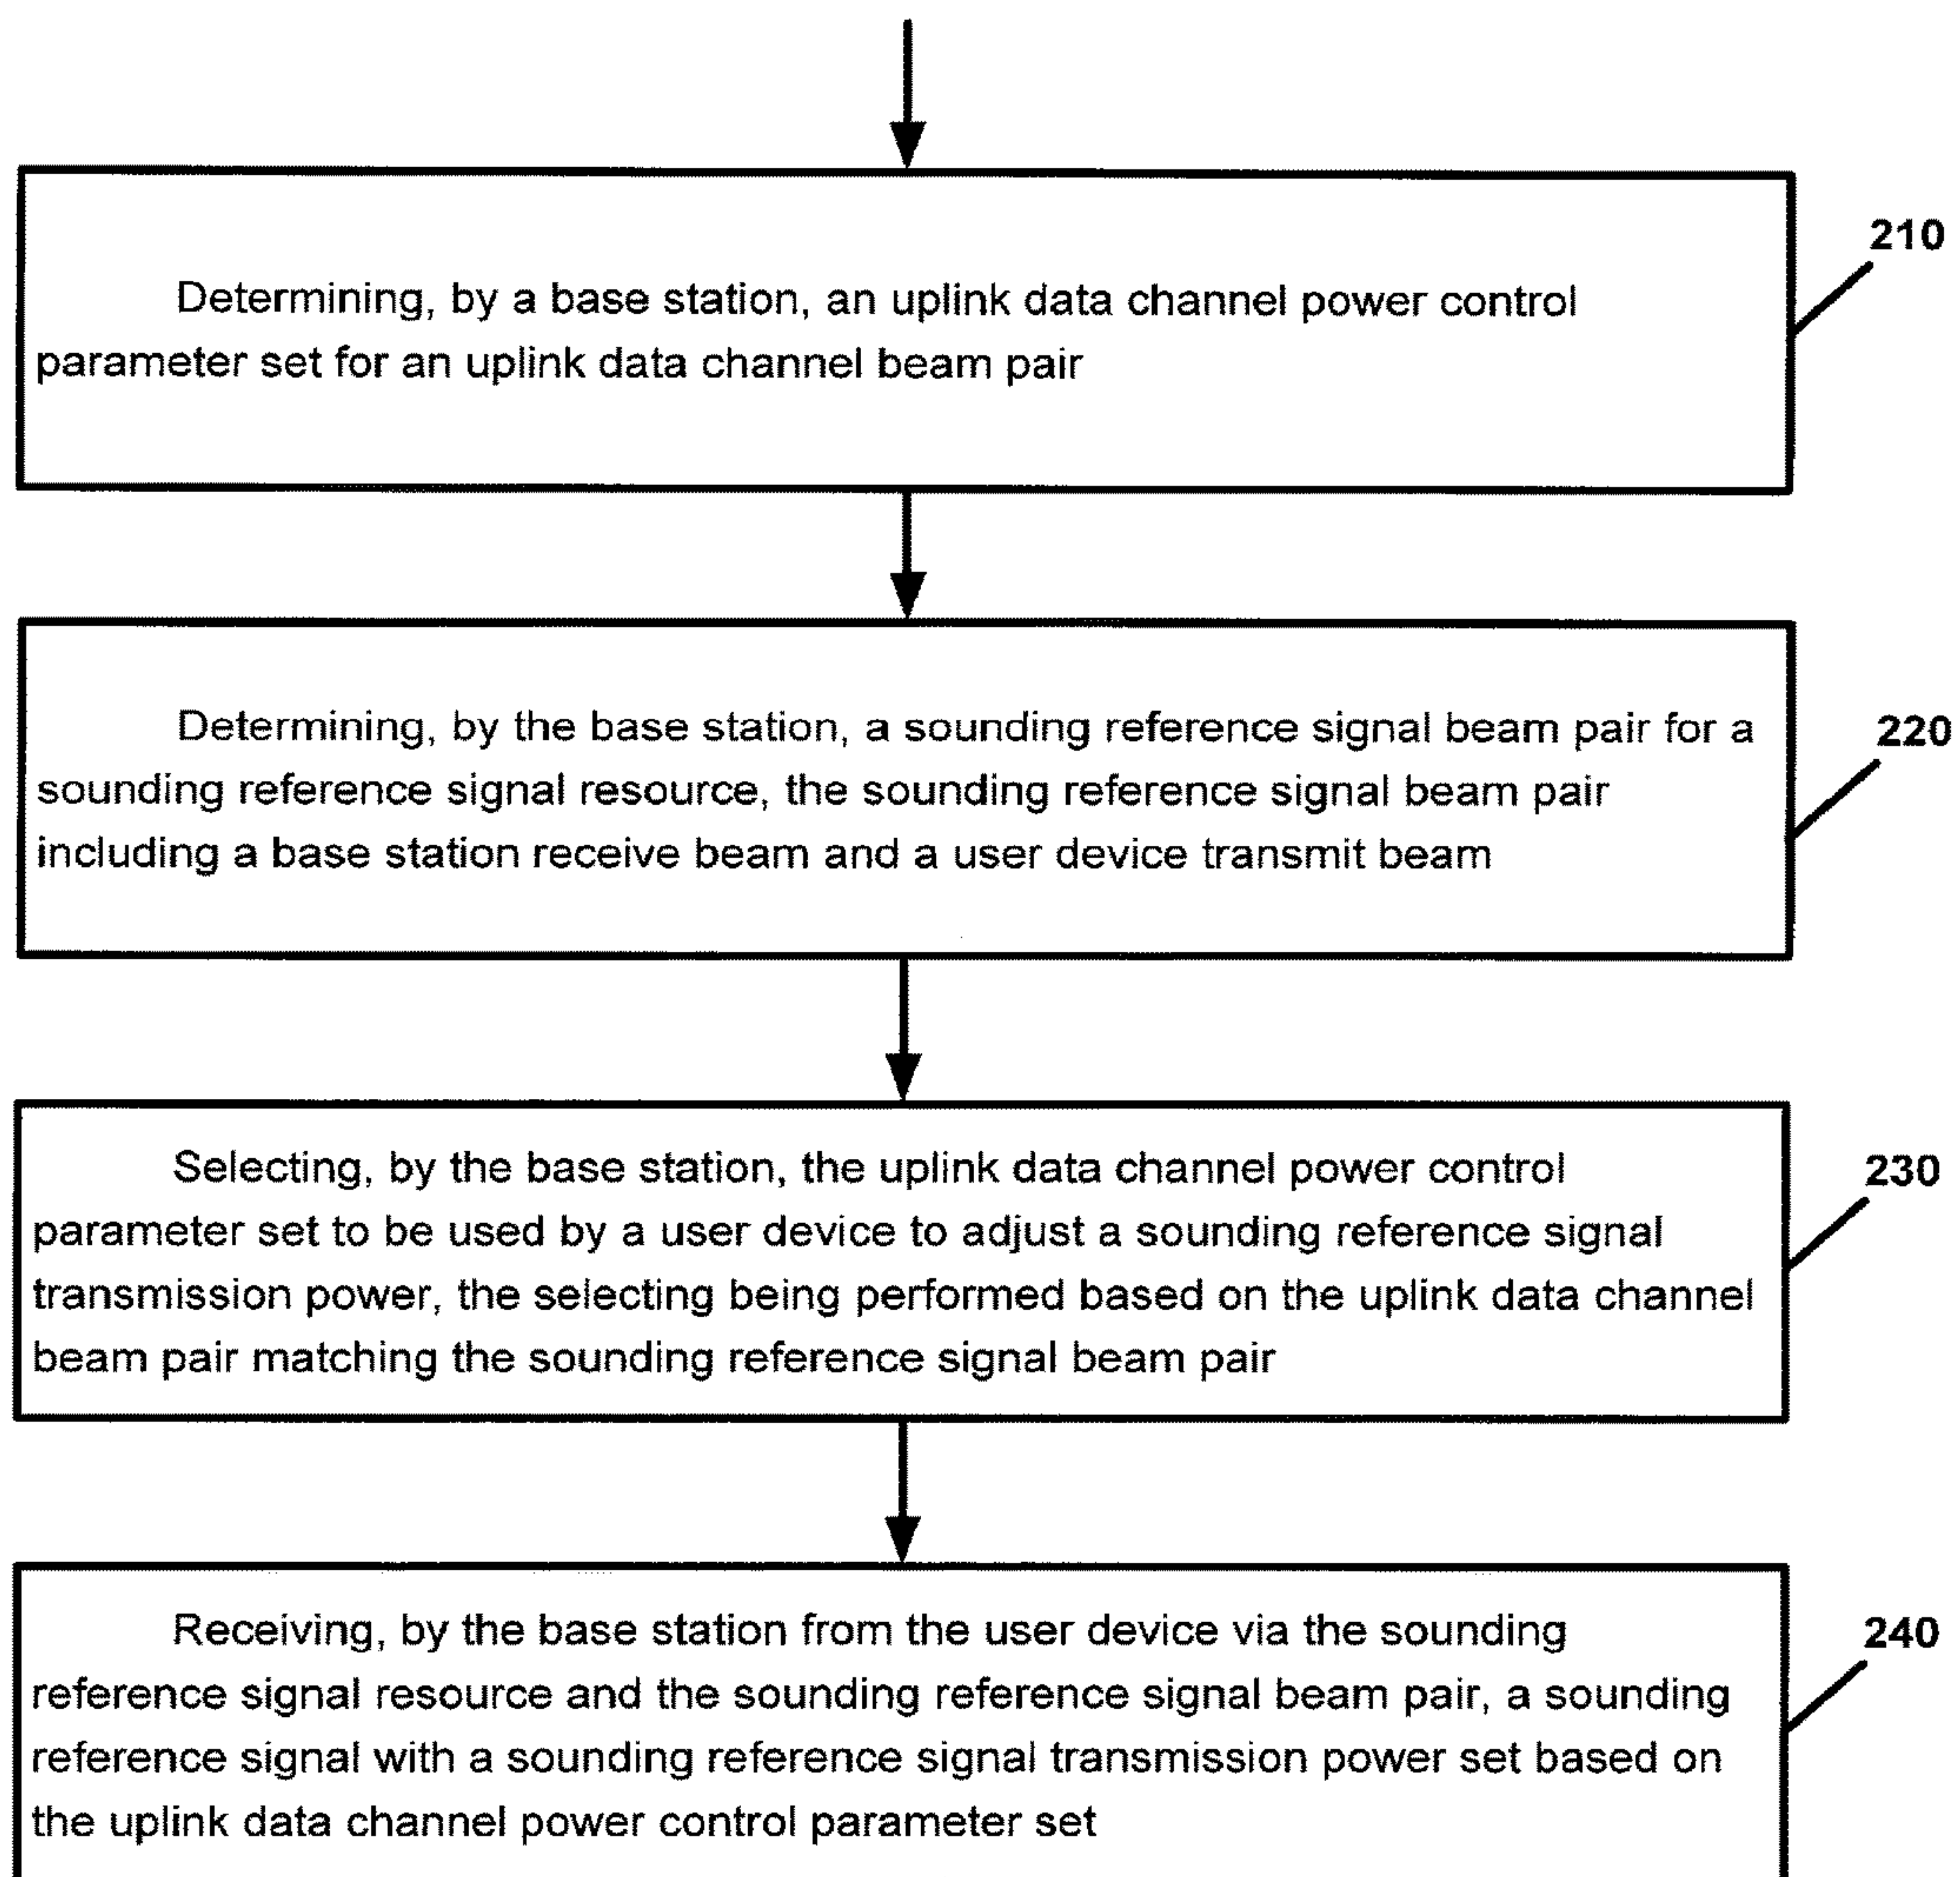 210
Determining, by a base station, an uplink data channel power control
parameter set for an uplink data channel beam pair
220
Determining, by the base station, a sounding reference signal beam pair for a
sounding reference signal resource, the sounding reference signal beam pair
including a base station receive beam and a user device transmit beam
230
Selecting, by the base station, the uplink data channel power control
parameter set to be used by a user device to adjust a sounding reference signal
transmission power, the selecting being performed based on the uplink data channel
beam pair matching the sounding reference signal beam pair
240
Receiving, by the base station from the user device via the sounding
reference signal resource and the sounding reference signal beam pair, a sounding
reference signal with a sounding reference signal transmission power set based on
the uplink data channel power control parameter set